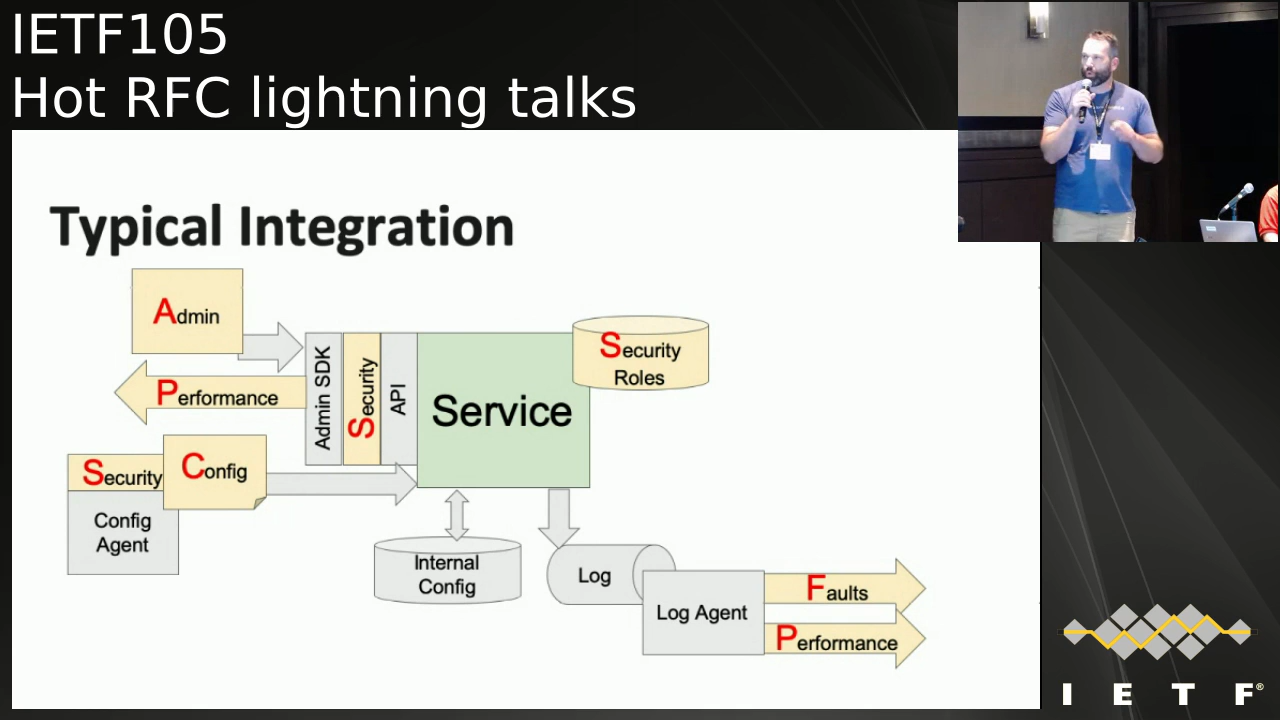 IETF105
Hot RFC lightning talks
Typical Integration
Admin
Performance
Security
Config
Config
Agent
Admin SDK
Security
API
Service
Security
Roles
Internal
Config
Log
Log Agent
Faults
Performance
I E T F®